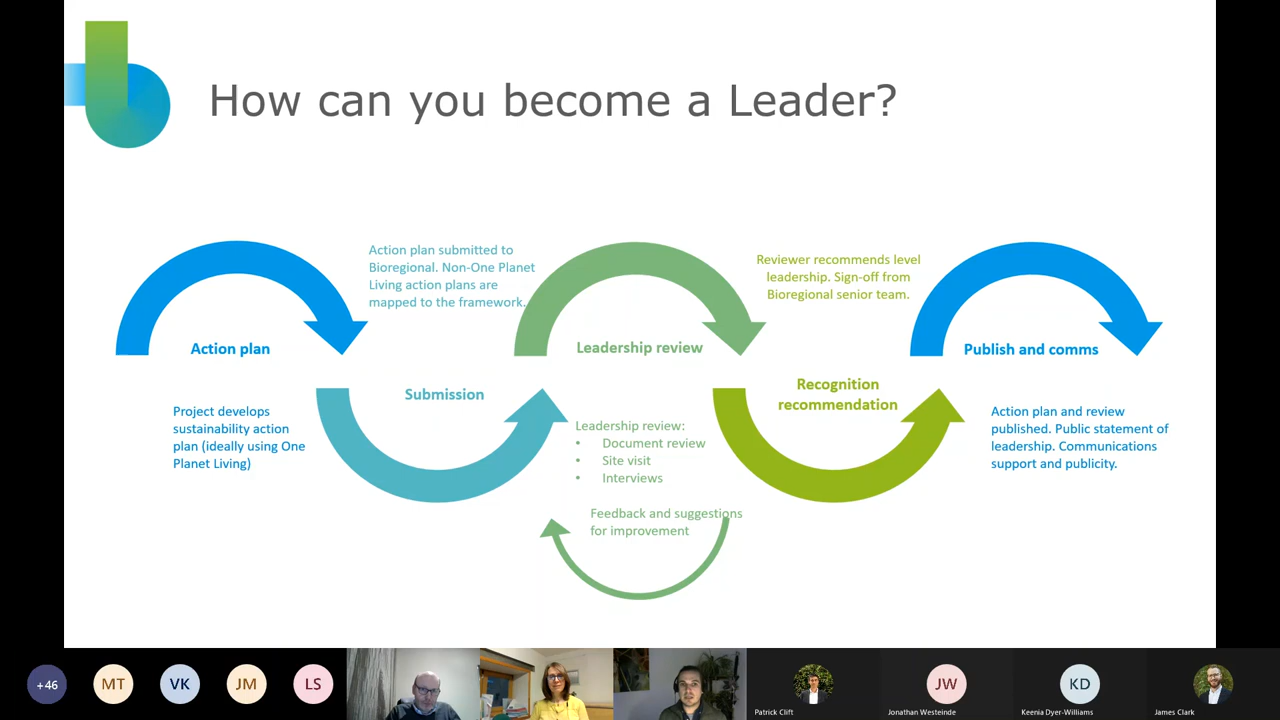 How can you become a Leader?
Action plan submitted to
Bioregional. Non-One Planet
Living action plans are
mapped to the framework.
Reviewer recommends level
leadership. Sign-off from
Bioregional senior team.
Action plan
Leadership review
Publish and comms
Submission
Recognition
recommendation
Project develops
sustainability action
plan (ideally using One
Planet Living)
Leadership review:
• Document review
• Site visit
• Interviews
Feedback and suggestions
for improvement
Action plan and review
published. Public statement of
leadership. Communications
support and publicity.
+46
MT
VK
JM
LS
Patrick Clift
JW
Jonathan Westeinde
KD
Keenia Dyer-Williams
James Clark